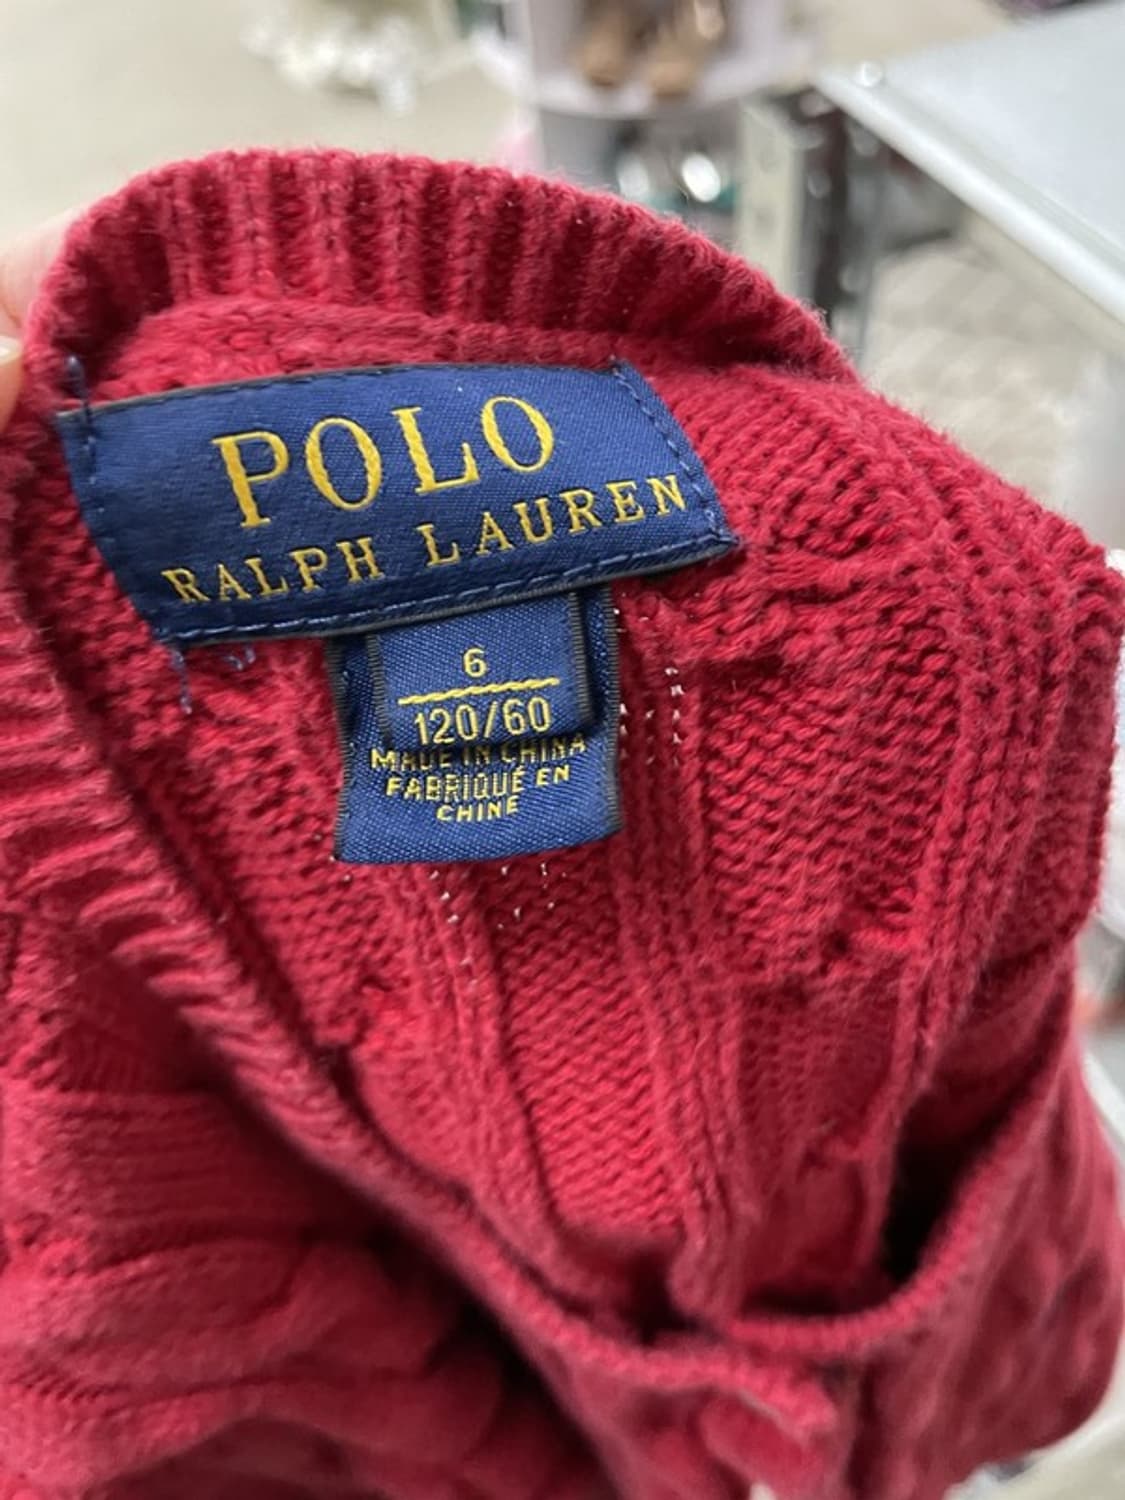 POLO
RALPH LAUREN
6
120/60
MADE IN CHINA
FABRIQUÉ EN
CHINE